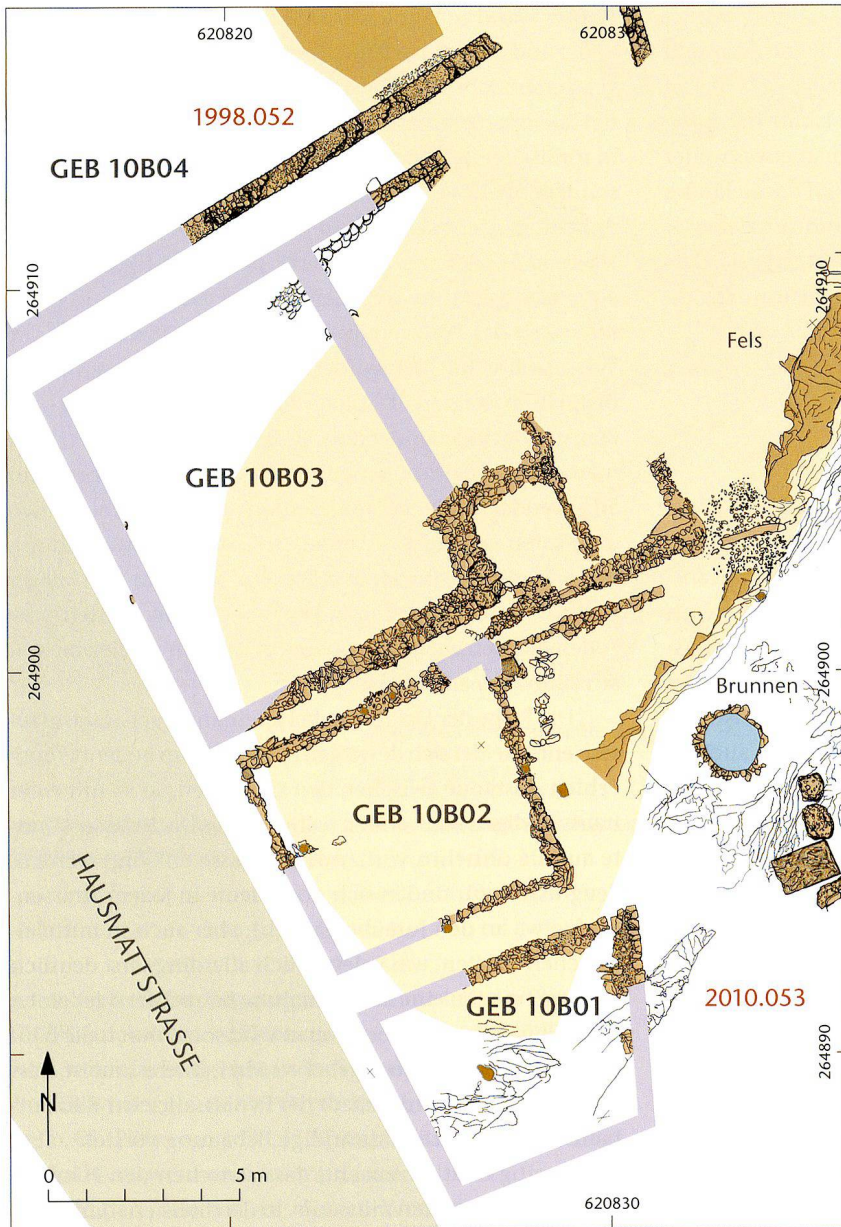 620820
620830
1998.052
GEB 10B04
264910
264910
Fels
GEB 10B03
264900
264900
Brunnen
GEB 10B02
HAUSMATTSTRASSE
GEB 10B01
2010.053
264890
N
0 5 m
620830